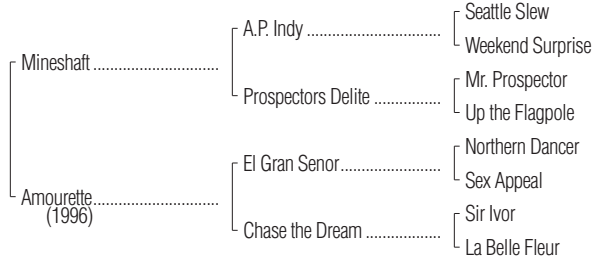 Seattle Slew
A.P. Indy ..................................
Weekend Surprise
Mineshaft ................................
Mr. Prospector
Prospectors Delite .................
Up the Flagpole
Northern Dancer
El Gran Senor.........................
Sex Appeal
Amourette................................
(1996)
Sir Ivor
Chase the Dream ...................
La Belle Fleur